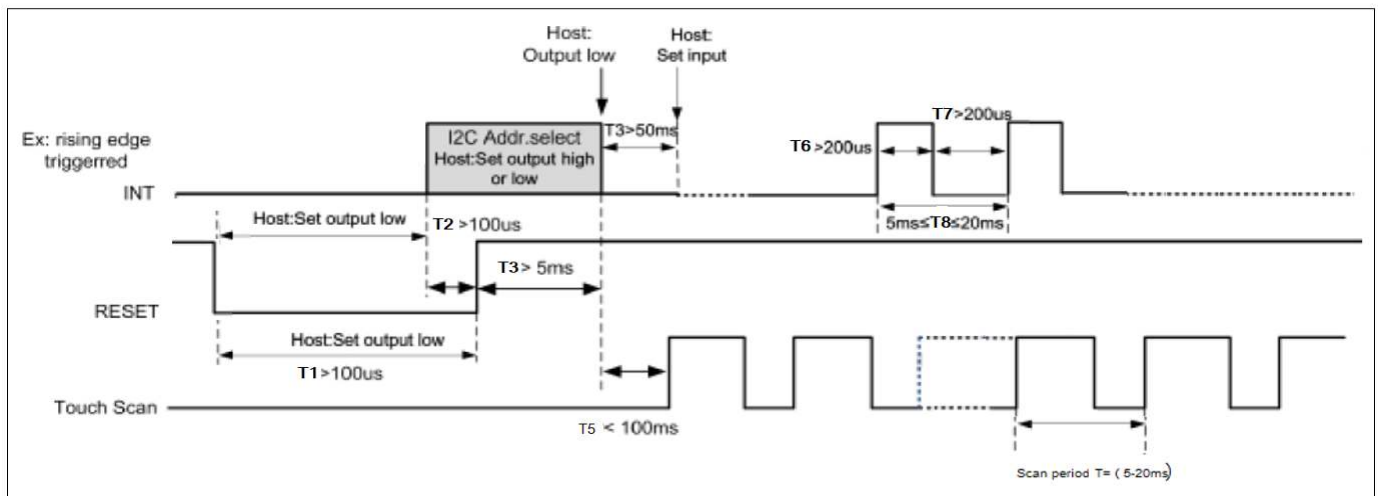 Host:
Output low
Host:
Set input
Ex: rising edge
triggerred
INT
I2C Addr.select
Host:Set output high
or low
T3>50ms
T6 >200us
T7>200us
5ms≤T8≤20ms
Host:Set output low
T2 >100us
T3> 5ms
RESET
Host:Set output low
T1>100us
Touch Scan
T5 < 100ms
Scan period T= ( 5-20ms)